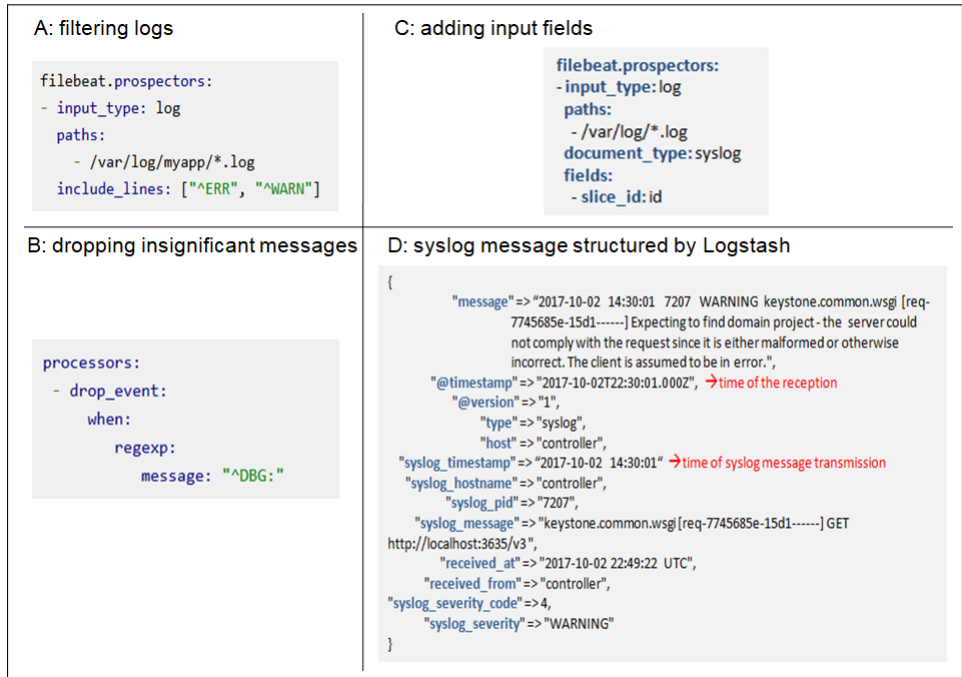 A: filtering logs
filebeat.prospectors:
- input_type: log
paths:
- /var/log/myapp/*.log
include_lines: ["^ERR", "^WARN"]
C: adding input fields
filebeat.prospectors:
- input_type: log
paths:
- /var/log/*.log
document_type: syslog
fields:
- slice_id: id
B: dropping insignificant messages
processors:
- drop_event:
when:
regexp:
message: "^DBG:"
D: syslog message structured by Logstash
{
"message" => “2017-10-02 14:30:01 7207 WARNING keystone.common.wsgi [req-
7745685e-15d1------] Expecting to find domain project - the server could
not comply with the request since it is either malformed or otherwise
incorrect. The client is assumed to be in error.",
"@timestamp" => "2017-10-02T22:30:01.000Z", →time of the reception
"@version" => "1",
"type" => "syslog",
"host" => "controller",
"syslog_timestamp" => “2017-10-02 14:30:01“ →time of syslog message transmission
"syslog_hostname" => "controller",
"syslog_pid" => "7207",
"syslog_message" => "keystone.common.wsgi [req-7745685e-15d1------] GET
http://localhost:3635/v3",
"received_at" => "2017-10-02 22:49:22 UTC",
"received_from" => "controller",
"syslog_severity_code" => 4,
"syslog_severity" => "WARNING"
}